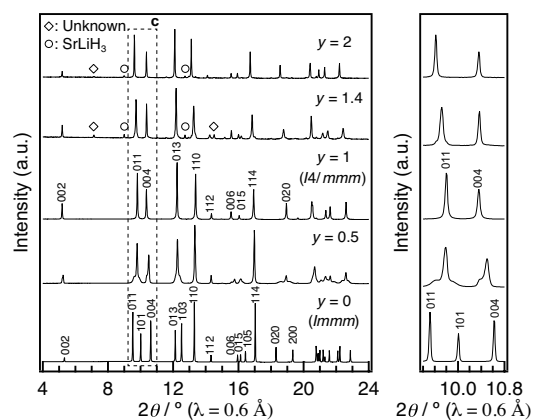 ◇: Unknown
○: SrLiH₃
c
y = 2
y = 1.4
013
110
y = 1
(I4/mmm)
011
004
002
112
006
015
114
020
y = 0.5
y = 0
(Immm)
002
011
101
004
013
103
110
112
006
015
105
114
020
200
Intensity (a.u.)
4 8 12 16 20 24
2θ / ° (λ = 0.6 Å)
Intensity (a.u.)
011
004
011
101
004
10.0 10.8
2θ / ° (λ = 0.6 Å)